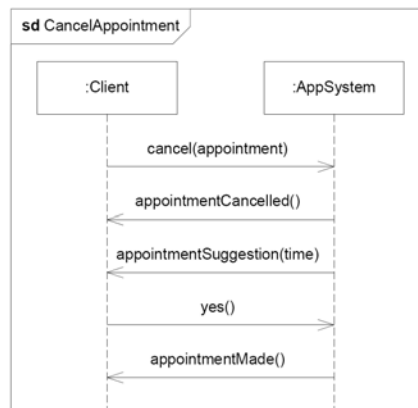 sd CancelAppointment
:Client
:AppSystem
cancel(appointment)
appointmentCancelled()
appointmentSuggestion(time)
yes()
appointmentMade()